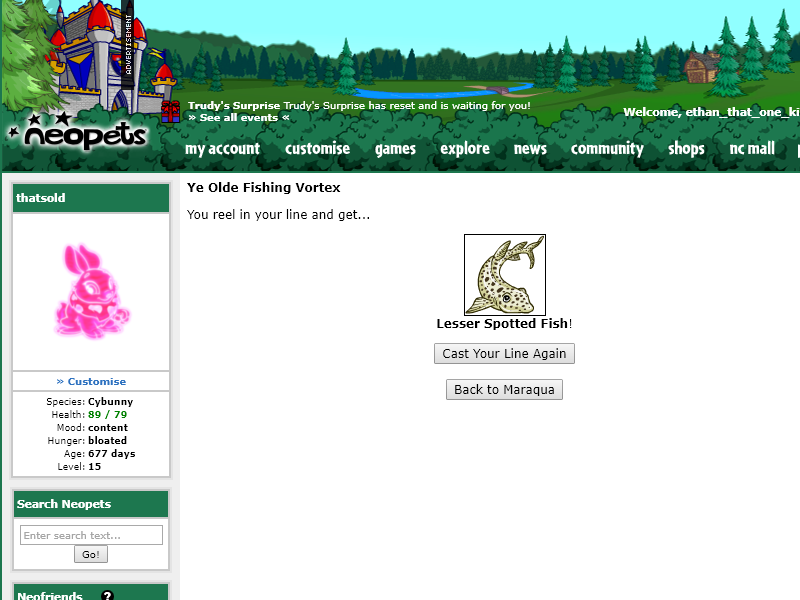 ADVERTISEMENT
Trudy's Surprise Trudy's Surprise has reset and is waiting for you!
» See all events «
Welcome, ethan_that_one_ki
neopets
my account customise games explore news community shops nc mall
thatsold
» Customise
Species: Cybunny
Health: 89 / 79
Mood: content
Hunger: bloated
Age: 677 days
Level: 15
Search Neopets
Enter search text...
Go!
Neofriends ?
Ye Olde Fishing Vortex
You reel in your line and get...
Lesser Spotted Fish!
Cast Your Line Again
Back to Maraqua